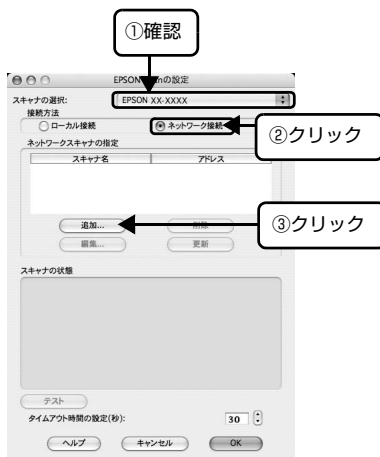 ①確認
EPSON
nの設定
スキャナの選択:
EPSON XX-XXXX
接続方法
ローカル接続
ネットワーク接続
②クリック
ネットワークスキャナの指定
スキャナ名
アドレス
追加...
削除
③クリック
編集...
更新
スキャナの状態
テスト
タイムアウト時間の設定(秒):
30
ヘルプ
キャンセル
OK